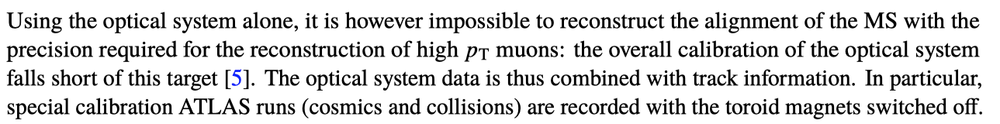 Using the optical system alone, it is however impossible to reconstruct the alignment of the MS with the
precision required for the reconstruction of high pT muons: the overall calibration of the optical system
falls short of this target [5]. The optical system data is thus combined with track information. In particular,
special calibration ATLAS runs (cosmics and collisions) are recorded with the toroid magnets switched off.